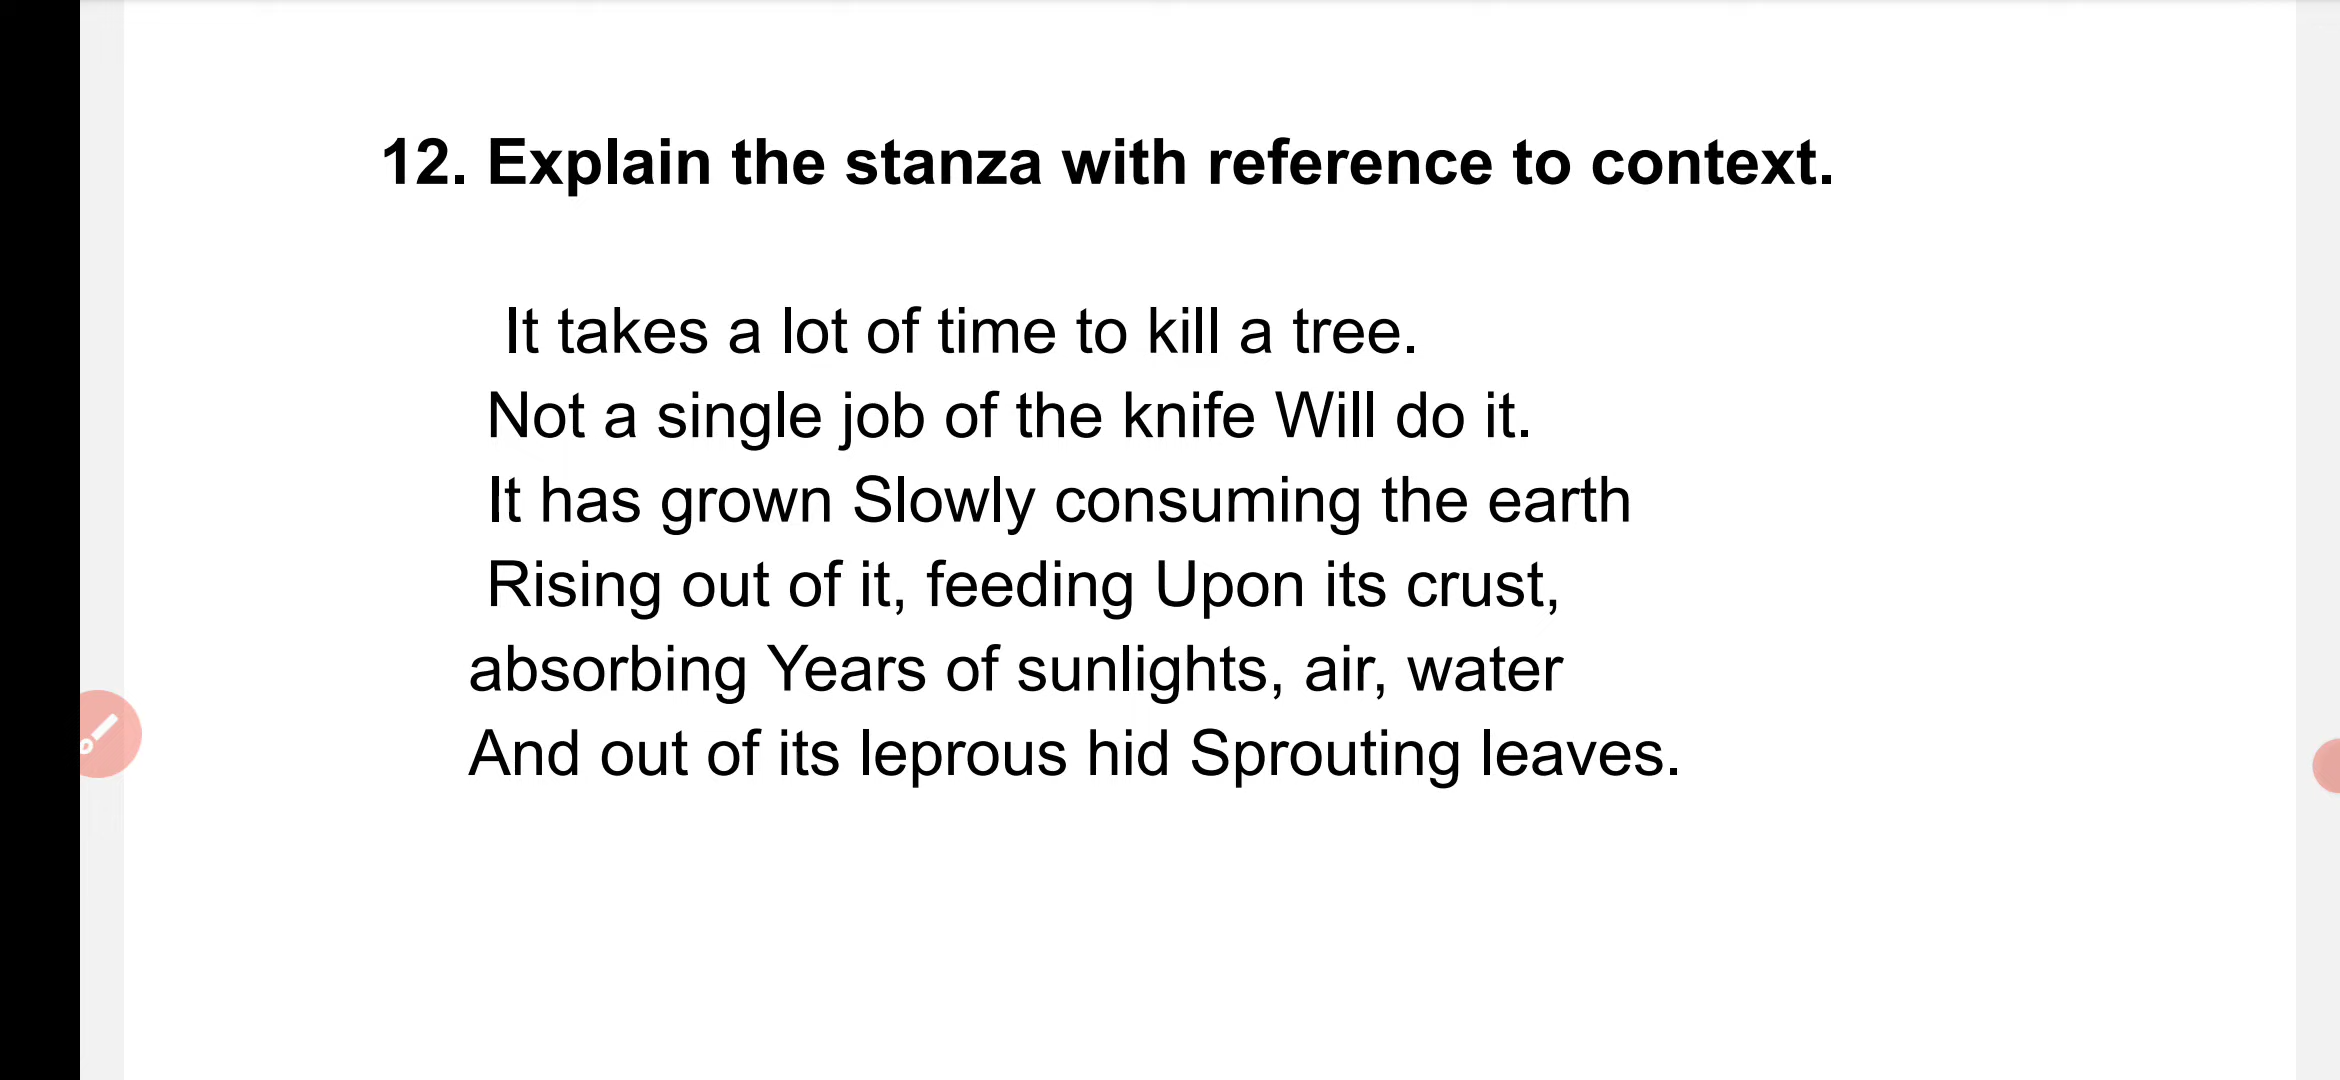 12. Explain the stanza with reference to context.
It takes a lot of time to kill a tree.
Not a single job of the knife Will do it.
It has grown Slowly consuming the earth
Rising out of it, feeding Upon its crust,
absorbing Years of sunlights, air, water
And out of its leprous hid Sprouting leaves.